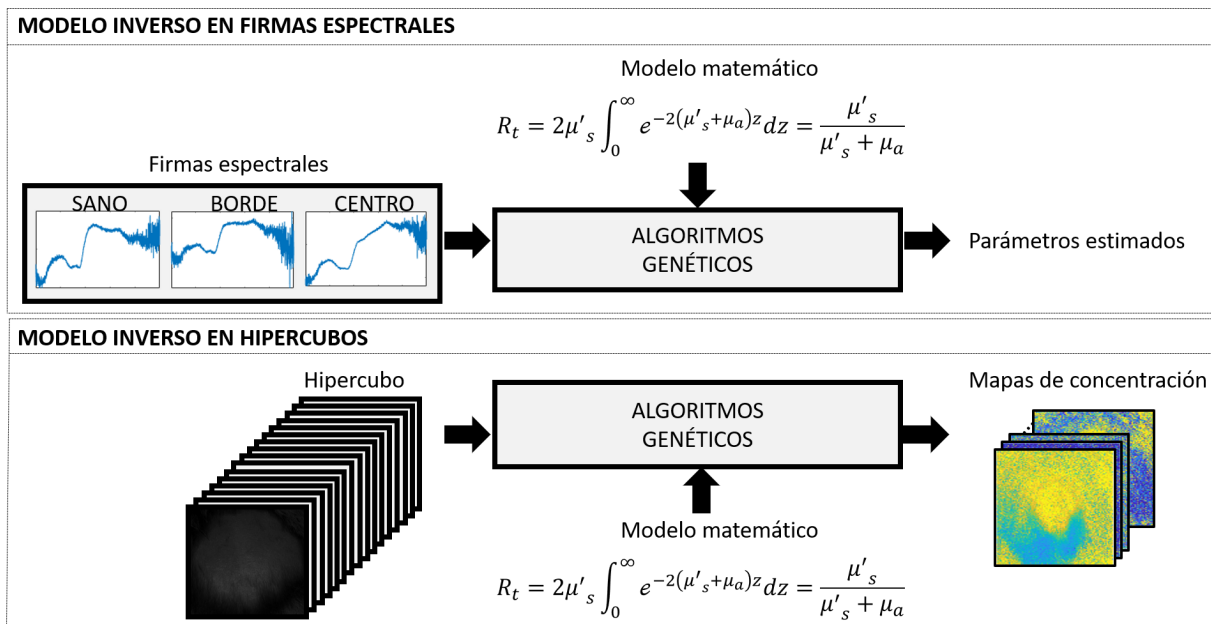 MODELO INVERSO EN FIRMAS ESPECTRALES
Modelo matemático
R_t = 2μ'_s ∫_0^∞ e^{-2(μ'_s+μ_a)z} dz = μ'_s / (μ'_s + μ_a)
Firmas espectrales
SANO BORDE CENTRO
ALGORITMOS
GENÉTICOS
Parámetros estimados
MODELO INVERSO EN HIPERCUBOS
Hipercubo
ALGORITMOS
GENÉTICOS
Mapas de concentración
Modelo matemático
R_t = 2μ'_s ∫_0^∞ e^{-2(μ'_s+μ_a)z} dz = μ'_s / (μ'_s + μ_a)